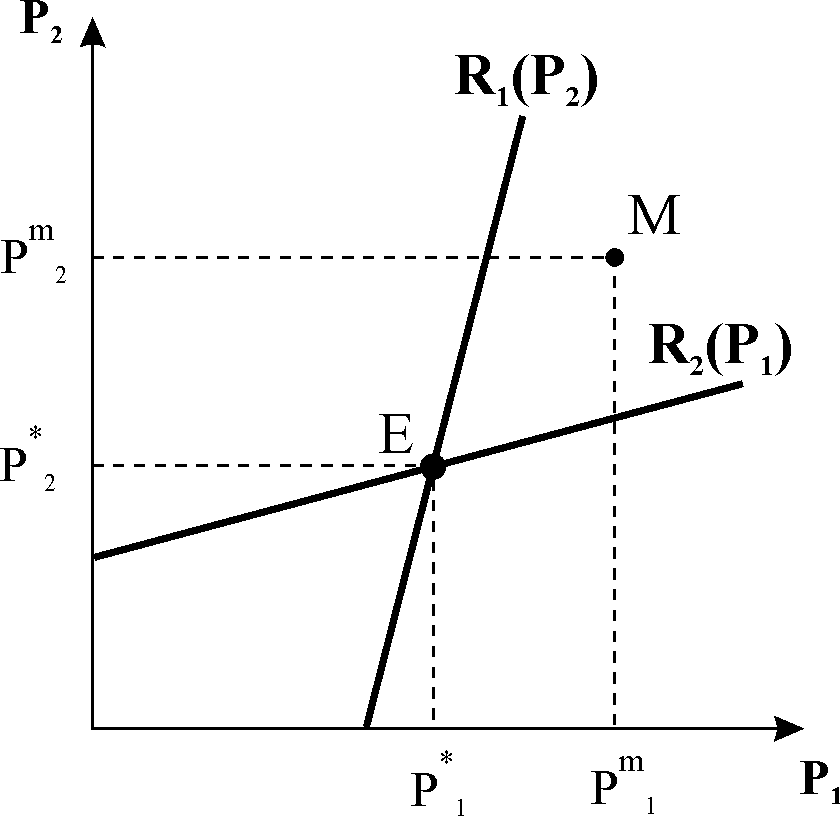 P₂
R₁(P₂)
M
Pᵐ₂
R₂(P₁)
E
P*₂
P*₁
Pᵐ₁
P₁